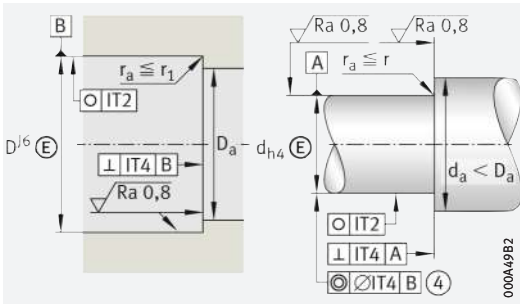 B
Ra 0,8
Ra 0,8
r_a ≦ r_1
A
r_a ≦ r
○ IT2
D^J6 Ⓔ
D_a
d_h4 Ⓔ
d_a < D_a
⊥ IT4 B
Ra 0,8
○ IT2
⊥ IT4 A
◎ ∅IT4 B ④
000A49B2